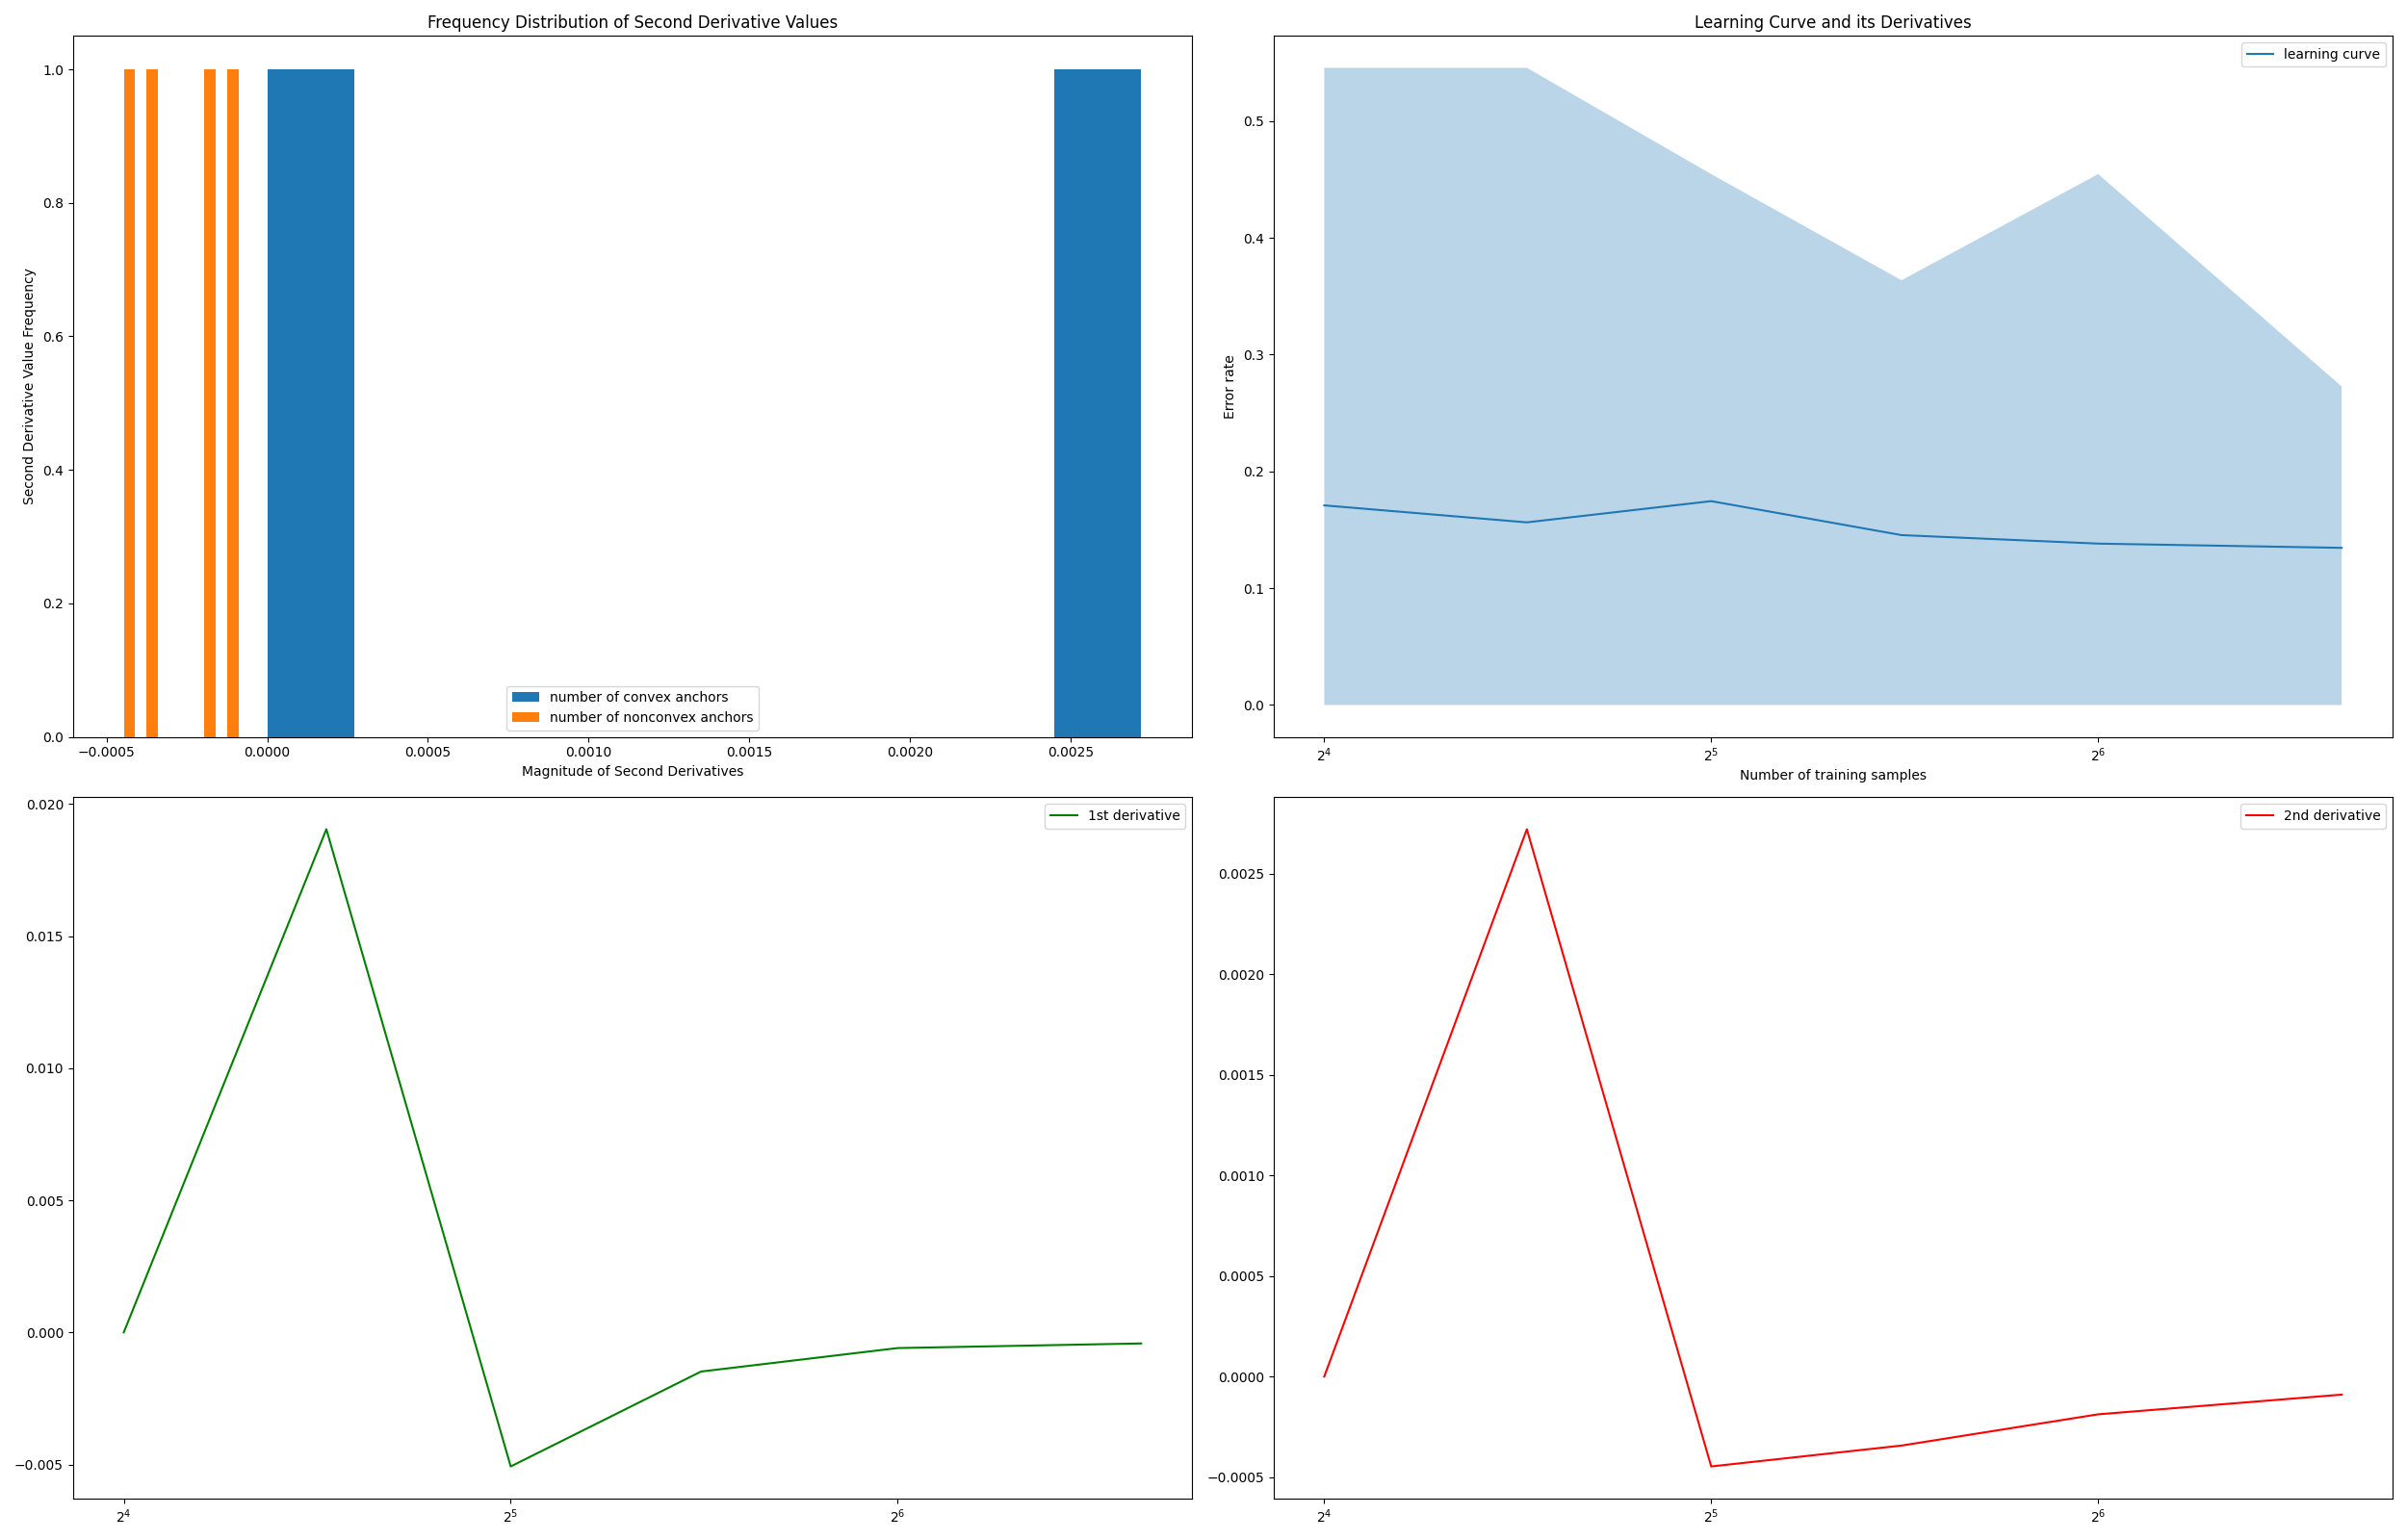 Frequency Distribution of Second Derivative Values
1.0
0.8
0.6
0.4
0.2
0.0
Second Derivative Value Frequency
number of convex anchors
number of nonconvex anchors
−0.0005 0.0000 0.0005 0.0010 0.0015 0.0020 0.0025
Magnitude of Second Derivatives
Learning Curve and its Derivatives
learning curve
0.5
0.4
0.3
0.2
0.1
0.0
Error rate
2⁴ 2⁵ 2⁶
Number of training samples
1st derivative
0.020
0.015
0.010
0.005
0.000
−0.005
2⁴ 2⁵ 2⁶
2nd derivative
0.0025
0.0020
0.0015
0.0010
0.0005
0.0000
−0.0005
2⁴ 2⁵ 2⁶